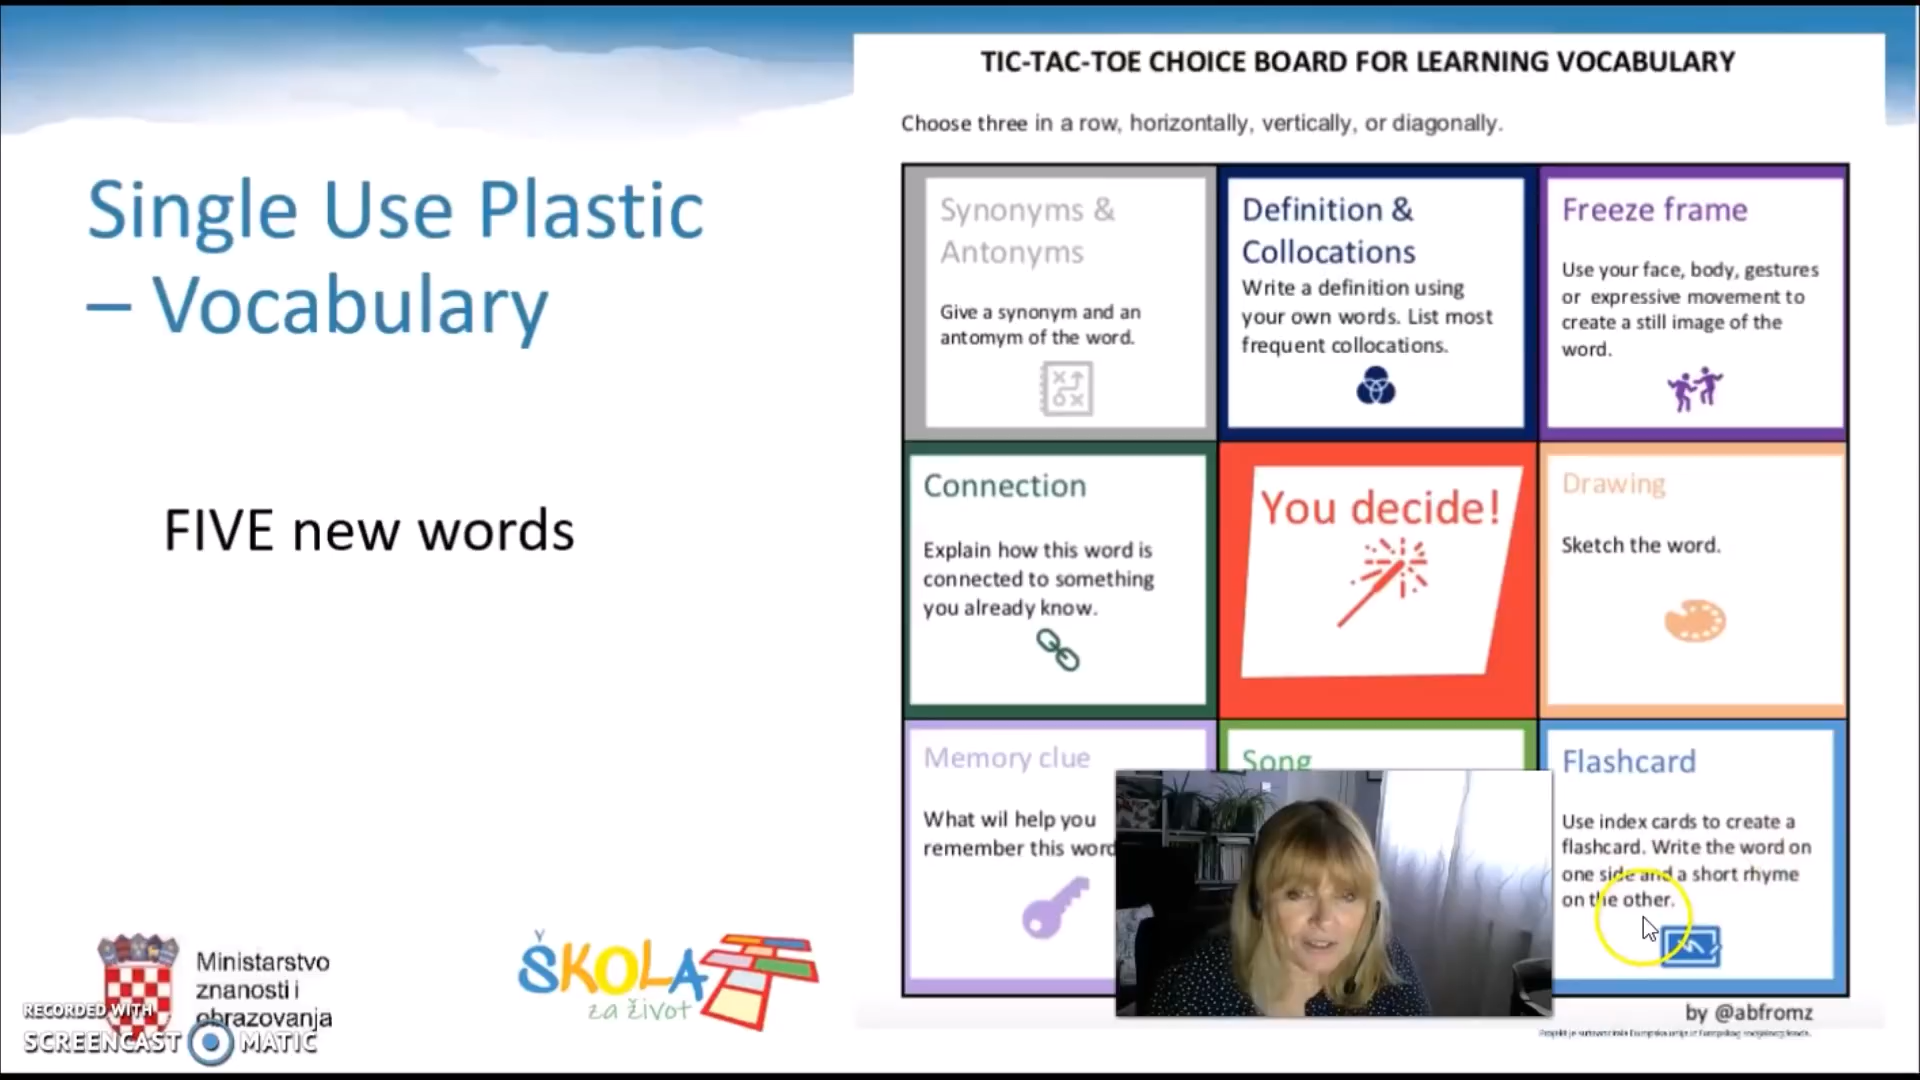 TIC-TAC-TOE CHOICE BOARD FOR LEARNING VOCABULARY
Choose three in a row, horizontally, vertically, or diagonally.
Single Use Plastic
– Vocabulary
FIVE new words
Synonyms &
Antonyms
Give a synonym and an
antomym of the word.
Definition &
Collocations
Write a definition using
your own words. List most
frequent collocations.
Freeze frame
Use your face, body, gestures
or expressive movement to
create a still image of the
word.
Connection
Explain how this word is
connected to something
you already know.
You decide!
Drawing
Sketch the word.
Memory clue
What wil help you
remember this word
Song
Flashcard
Use index cards to create a
flashcard. Write the word on
one side and a short rhyme
on the other.
by @abfromz
Ministarstvo
znanosti i
obrazovanja
ŠKOLA
za život
RECORDED WITH
SCREENCAST MATIC